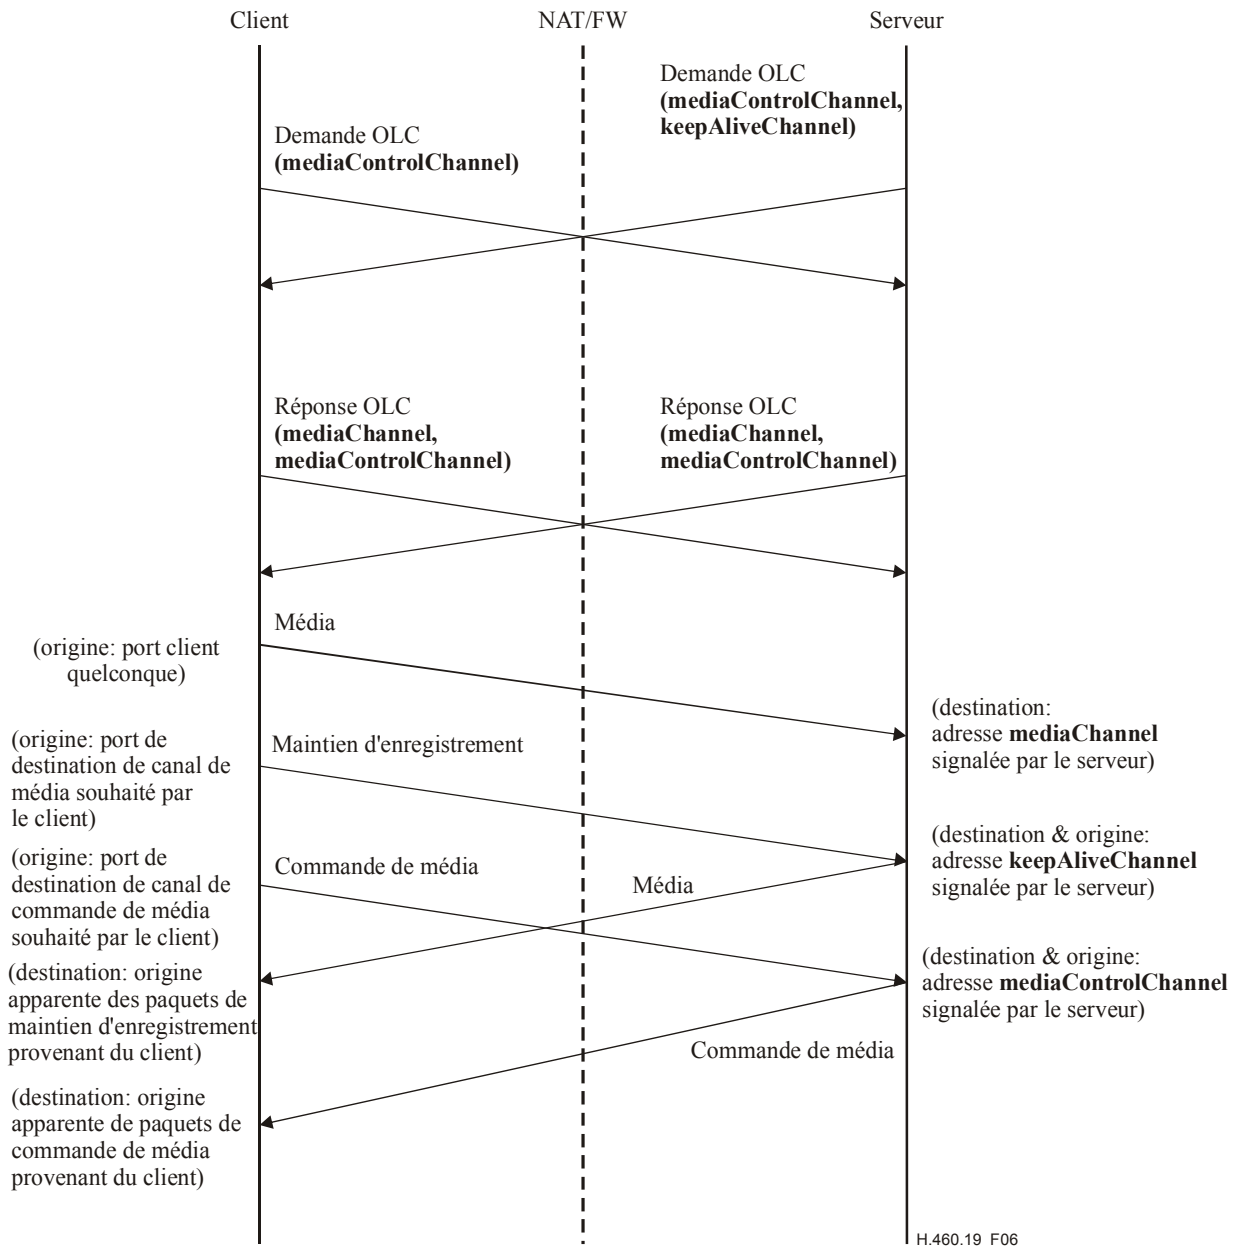 Client
NAT/FW
Serveur
Demande OLC
(mediaControlChannel,
keepAliveChannel)
Demande OLC
(mediaControlChannel)
Réponse OLC
(mediaChannel,
mediaControlChannel)
Réponse OLC
(mediaChannel,
mediaControlChannel)
Média
(origine: port client
quelconque)
(destination:
adresse mediaChannel
signalée par le serveur)
Maintien d'enregistrement
(origine: port de
destination de canal de
média souhaité par
le client)
(destination & origine:
adresse keepAliveChannel
signalée par le serveur)
Commande de média
Média
(origine: port de
destination de canal de
commande de média
souhaité par le client)
(destination & origine:
adresse mediaControlChannel
signalée par le serveur)
(destination: origine
apparente des paquets de
maintien d'enregistrement
provenant du client)
Commande de média
(destination: origine
apparente de paquets de
commande de média
provenant du client)
H.460.19_F06